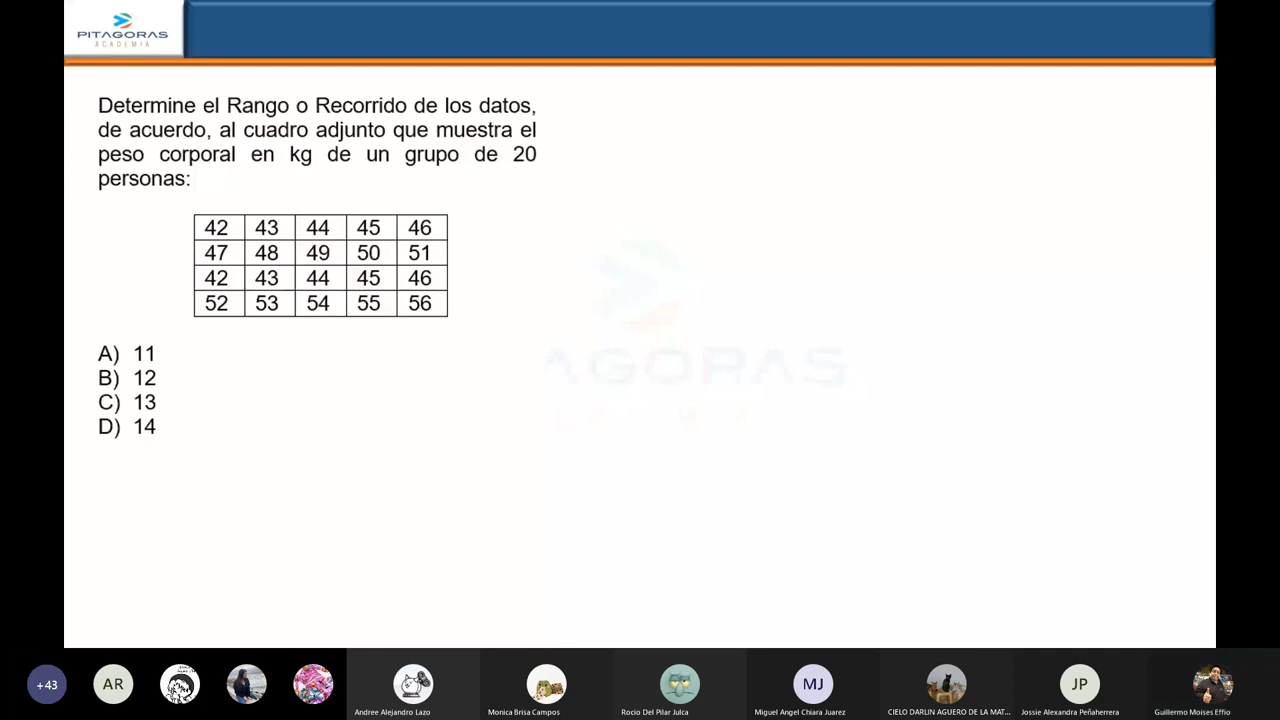 PITAGORAS
ACADEMIA
Determine el Rango o Recorrido de los datos,
de acuerdo, al cuadro adjunto que muestra el
peso corporal en kg de un grupo de 20
personas:
42 43 44 45 46
47 48 49 50 51
42 43 44 45 46
52 53 54 55 56
A) 11
B) 12
C) 13
D) 14
AGORAS
+43
AR
MJ
JP
Andree Alejandro Lazo
Monica Brisa Campos
Rocio Del Pilar Julca
Miguel Angel Chiara Juarez
CIELO DARLIN AGUERO DE LA MAT...
Jossie Alexandra Peñaherrera
Guillermo Moises Effio